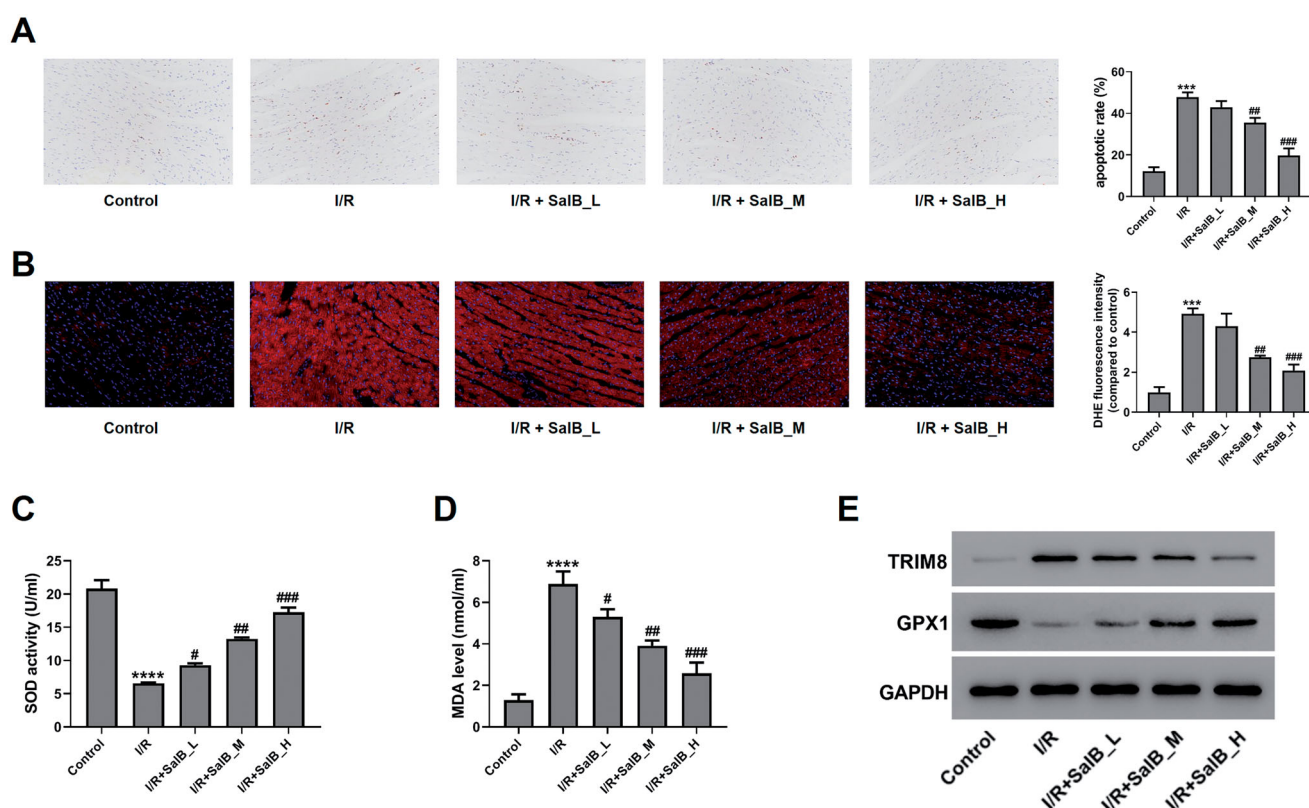 A
Control
I/R
I/R + SalB_L
I/R + SalB_M
I/R + SalB_H
apoptotic rate (%)
60
40
20
0
***
##
###
Control
I/R
I/R+SalB_L
I/R+SalB_M
I/R+SalB_H
B
Control
I/R
I/R + SalB_L
I/R + SalB_M
I/R + SalB_H
DHE fluorescence intensity
(compared to control)
6
4
2
0
***
##
###
Control
I/R
I/R+SalB_L
I/R+SalB_M
I/R+SalB_H
C
SOD activity (U/ml)
25
20
15
10
5
0
****
#
##
###
Control
I/R
I/R+SalB_L
I/R+SalB_M
I/R+SalB_H
D
MDA level (nmol/ml)
8
6
4
2
0
****
#
##
###
Control
I/R
I/R+SalB_L
I/R+SalB_M
I/R+SalB_H
E
TRIM8
GPX1
GAPDH
Control
I/R
I/R+SalB_L
I/R+SalB_M
I/R+SalB_H